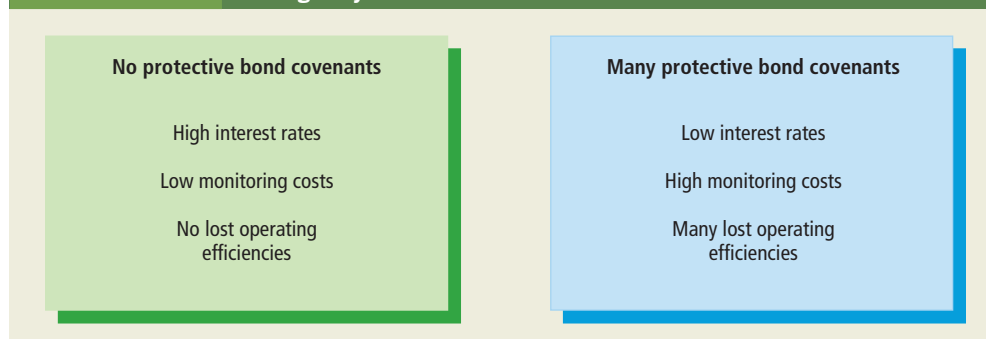 No protective bond covenants
High interest rates
Low monitoring costs
No lost operating
efficiencies
Many protective bond covenants
Low interest rates
High monitoring costs
Many lost operating
efficiencies